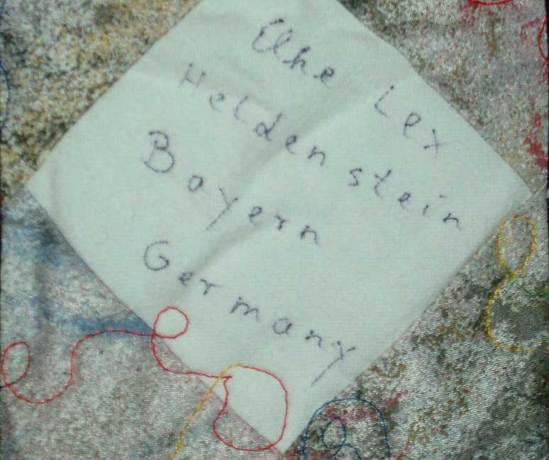 Elke Lex
Heldenstein
Bayern
Germany